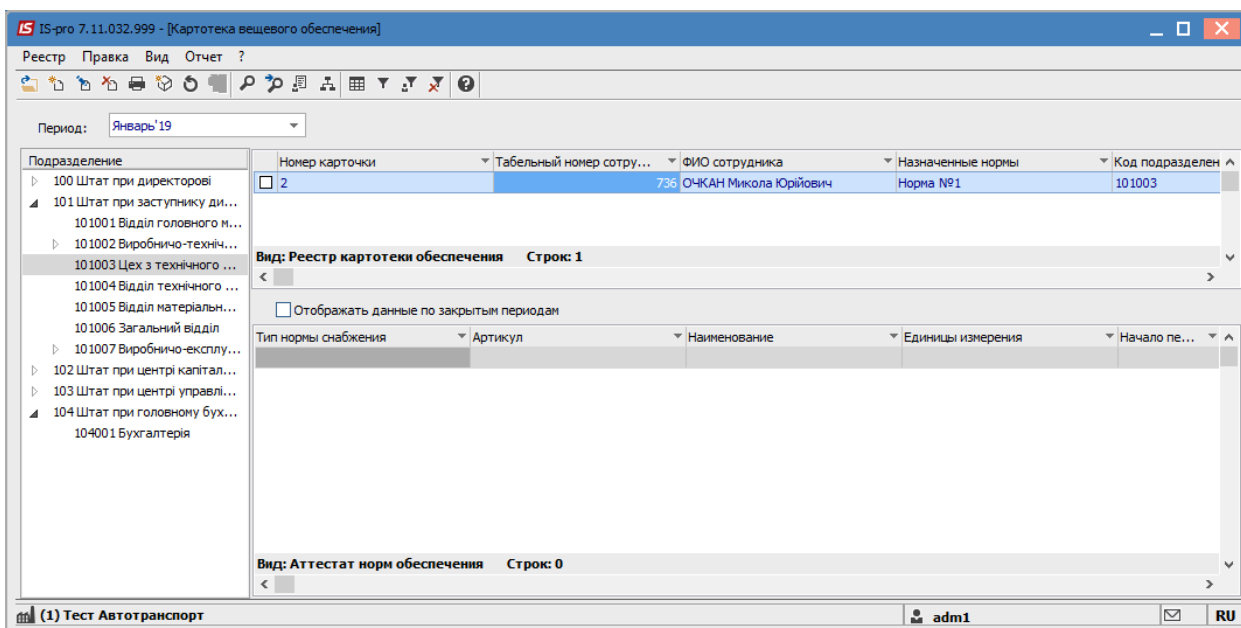 IS-pro 7.11.032.999 - [Картотека вещевого обеспечения]
Реестр Правка Вид Отчет ?
Период: Январь'19
Подразделение
100 Штат при директорові
101 Штат при заступнику ди...
101001 Відділ головного м...
101002 Виробничо-техніч...
101003 Цех з технічного ...
101004 Відділ технічного ...
101005 Відділ матеріальн...
101006 Загальний відділ
101007 Виробничо-експлу...
102 Штат при центрі капітал...
103 Штат при центрі управлі...
104 Штат при головному бух...
104001 Бухгалтерія
Номер карточки Табельный номер сотру... ФИО сотрудника Назначенные нормы Код подразделен
2 736 ОЧКАН Микола Юрійович Норма №1 101003
Вид: Реестр картотеки обеспечения Строк: 1
Отображать данные по закрытым периодам
Тип нормы снабжения Артикул Наименование Единицы измерения Начало пе...
Вид: Аттестат норм обеспечения Строк: 0
(1) Тест Автотранспорт adm1 RU